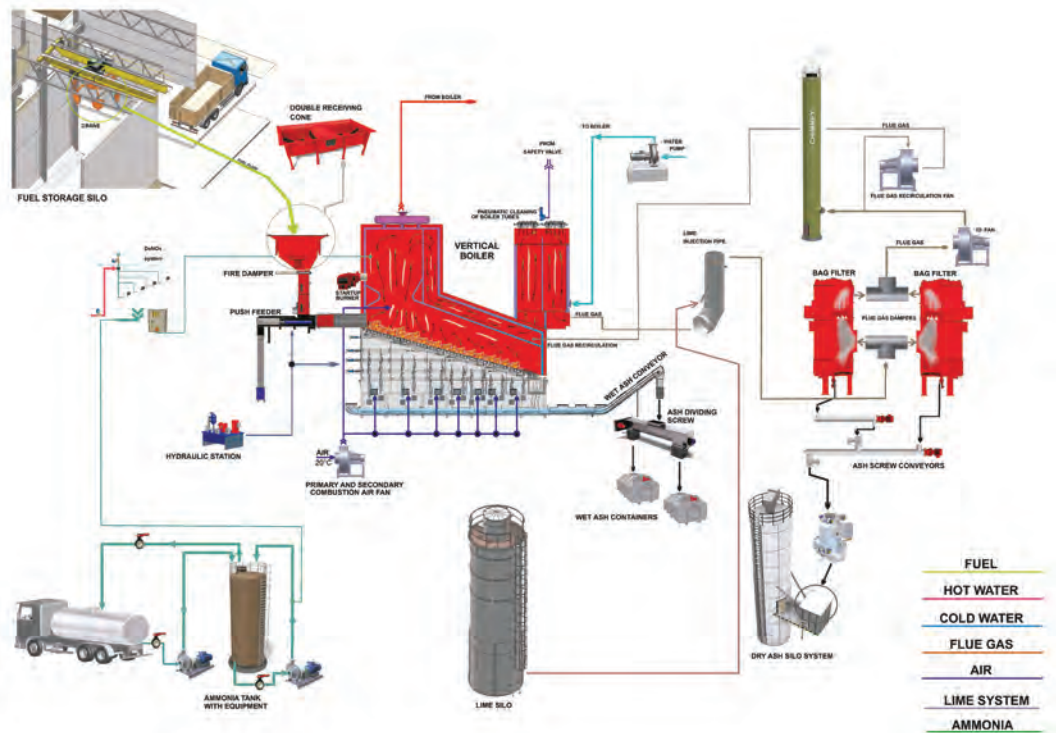 CRANE
FUEL STORAGE SILO
DOUBLE RECEIVING
CONE
FROM BOILER
TO BOILER
FROM
SAFETY VALVE
WATER
PUMP
PNEUMATIC CLEANING
OF BOILER TUBES
VERTICAL
BOILER
CHIMNEY
FLUE GAS
FLUE GAS RECIRCULATION FAN
ID-FAN
FLUE GAS
BAG FILTER
BAG FILTER
FLUE GAS DAMPERS
LIME
INJECTION PIPE
DeNOx
system
FIRE DAMPER
STARTUP
BURNER
PUSH FEEDER
FLUE GAS
FLUE GAS RECIRCULATION
WET ASH CONVEYOR
ASH DIVIDING
SCREW
HYDRAULIC STATION
AIR
20°C
PRIMARY AND SECONDARY
COMBUSTION AIR FAN
WET ASH CONTAINERS
ASH SCREW CONVEYORS
DRY ASH SILO SYSTEM
LIME SILO
AMMONIA TANK
WITH EQUIPMENT
FUEL
HOT WATER
COLD WATER
FLUE GAS
AIR
LIME SYSTEM
AMMONIA